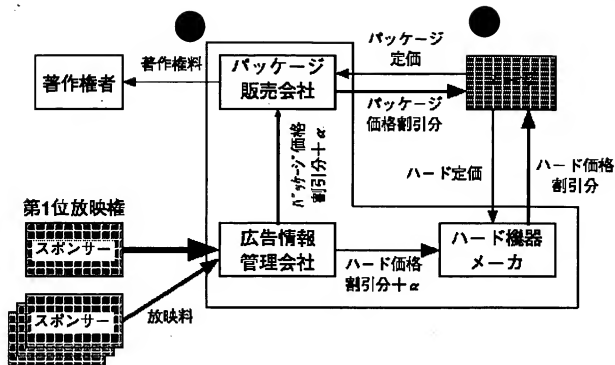 著作権者
著作権料
パッケージ
販売会社
パッケージ
定価
パッケージ
価格割引分
パッケージ価格
割引分+α
ハード定価
ハード価格
割引分
第1位放映権
スポンサー
広告情報
管理会社
ハード価格
割引分+α
ハード機器
メーカ
スポンサー
放映料